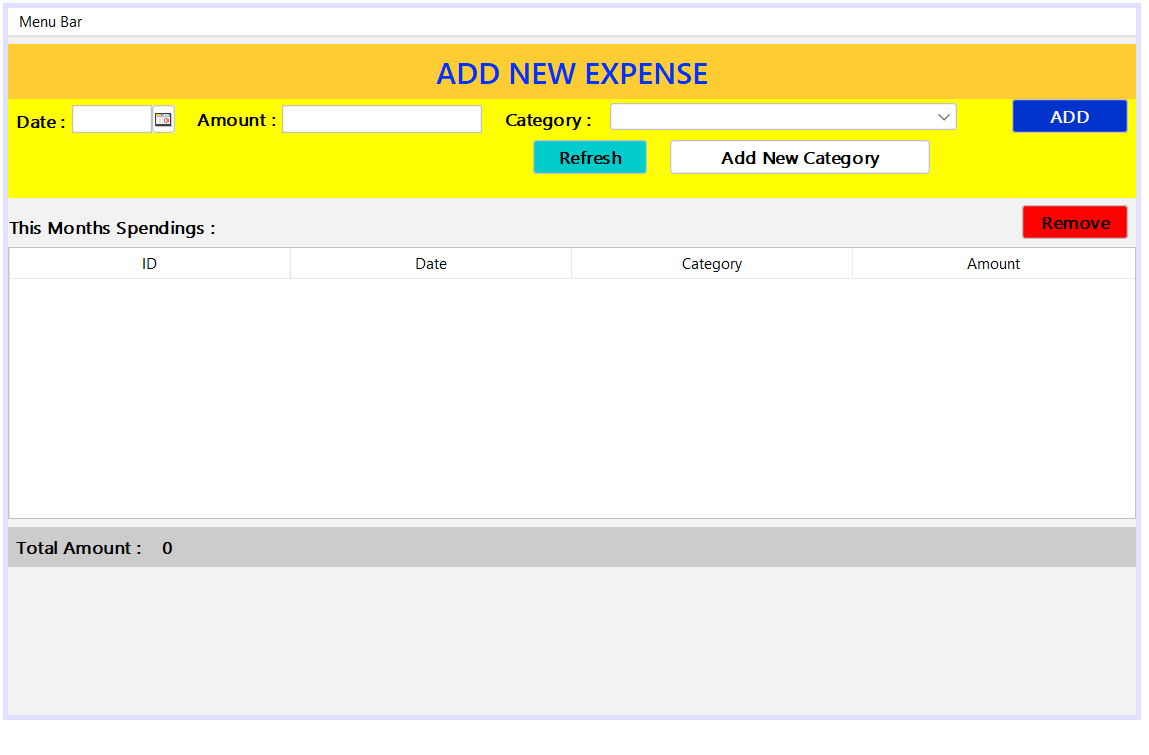 Menu Bar
ADD NEW EXPENSE
Date : Amount : Category : ADD
Refresh Add New Category
This Months Spendings : Remove
ID Date Category Amount
Total Amount : 0